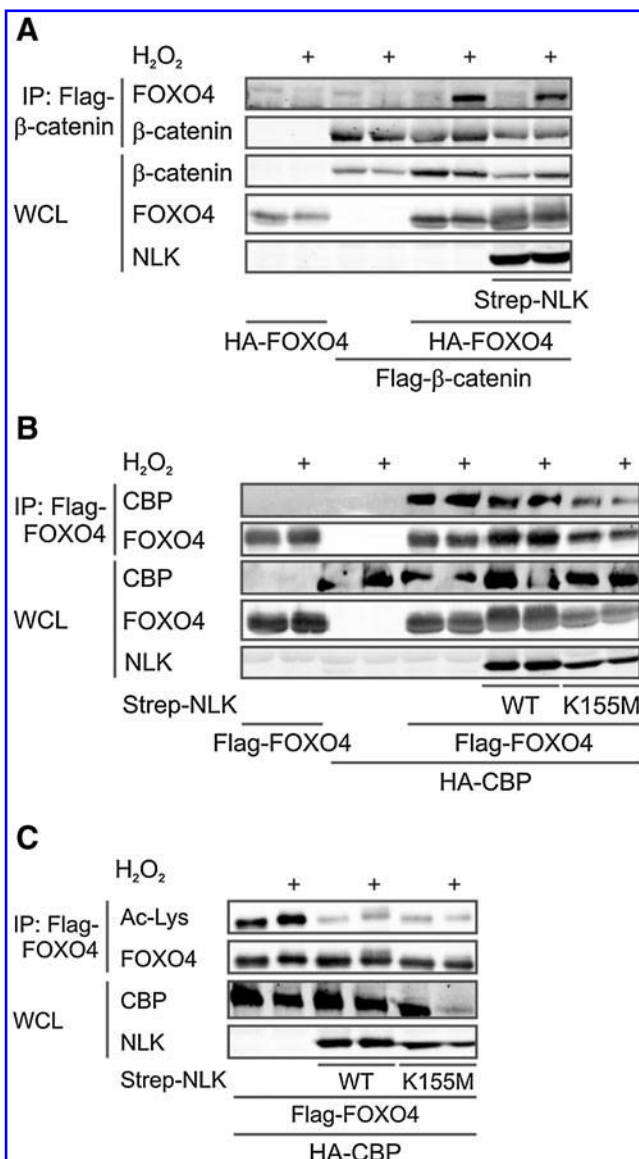 A
H₂O₂ + + + +
IP: Flag-β-catenin
FOXO4
β-catenin
WCL
β-catenin
FOXO4
NLK
Strep-NLK
HA-FOXO4 HA-FOXO4
Flag-β-catenin
B
H₂O₂ + + + + +
IP: Flag-FOXO4
CBP
FOXO4
WCL
CBP
FOXO4
NLK
Strep-NLK WT K155M
Flag-FOXO4 Flag-FOXO4
HA-CBP
C
H₂O₂ + + +
IP: Flag-FOXO4
Ac-Lys
FOXO4
WCL
CBP
NLK
Strep-NLK WT K155M
Flag-FOXO4
HA-CBP